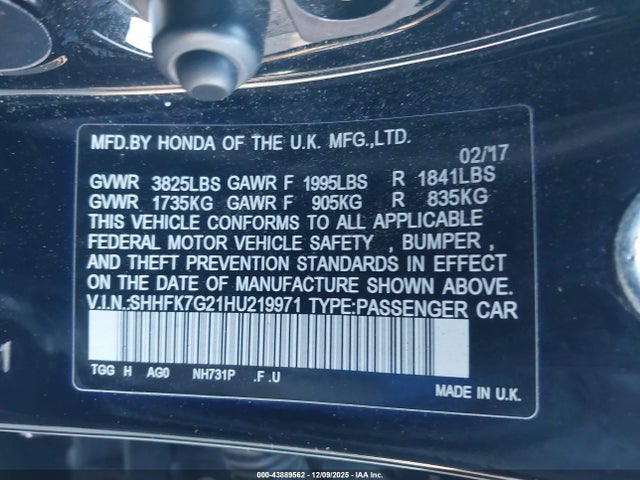 MFD.BY HONDA OF THE U.K. MFG.,LTD.
02/17
GVWR 3825LBS GAWR F 1995LBS R 1841LBS
GVWR 1735KG GAWR F 905KG R 835KG
THIS VEHICLE CONFORMS TO ALL APPLICABLE
FEDERAL MOTOR VEHICLE SAFETY , BUMPER ,
AND THEFT PREVENTION STANDARDS IN EFFECT
ON THE DATE OF MANUFACTURE SHOWN ABOVE.
V.I.N.:SHHFK7G21HU219971 TYPE:PASSENGER CAR
TGG H AG0 NH731P .F .U
MADE IN U.K.
1
000-43889562 - 12/09/2025 - IAA Inc.